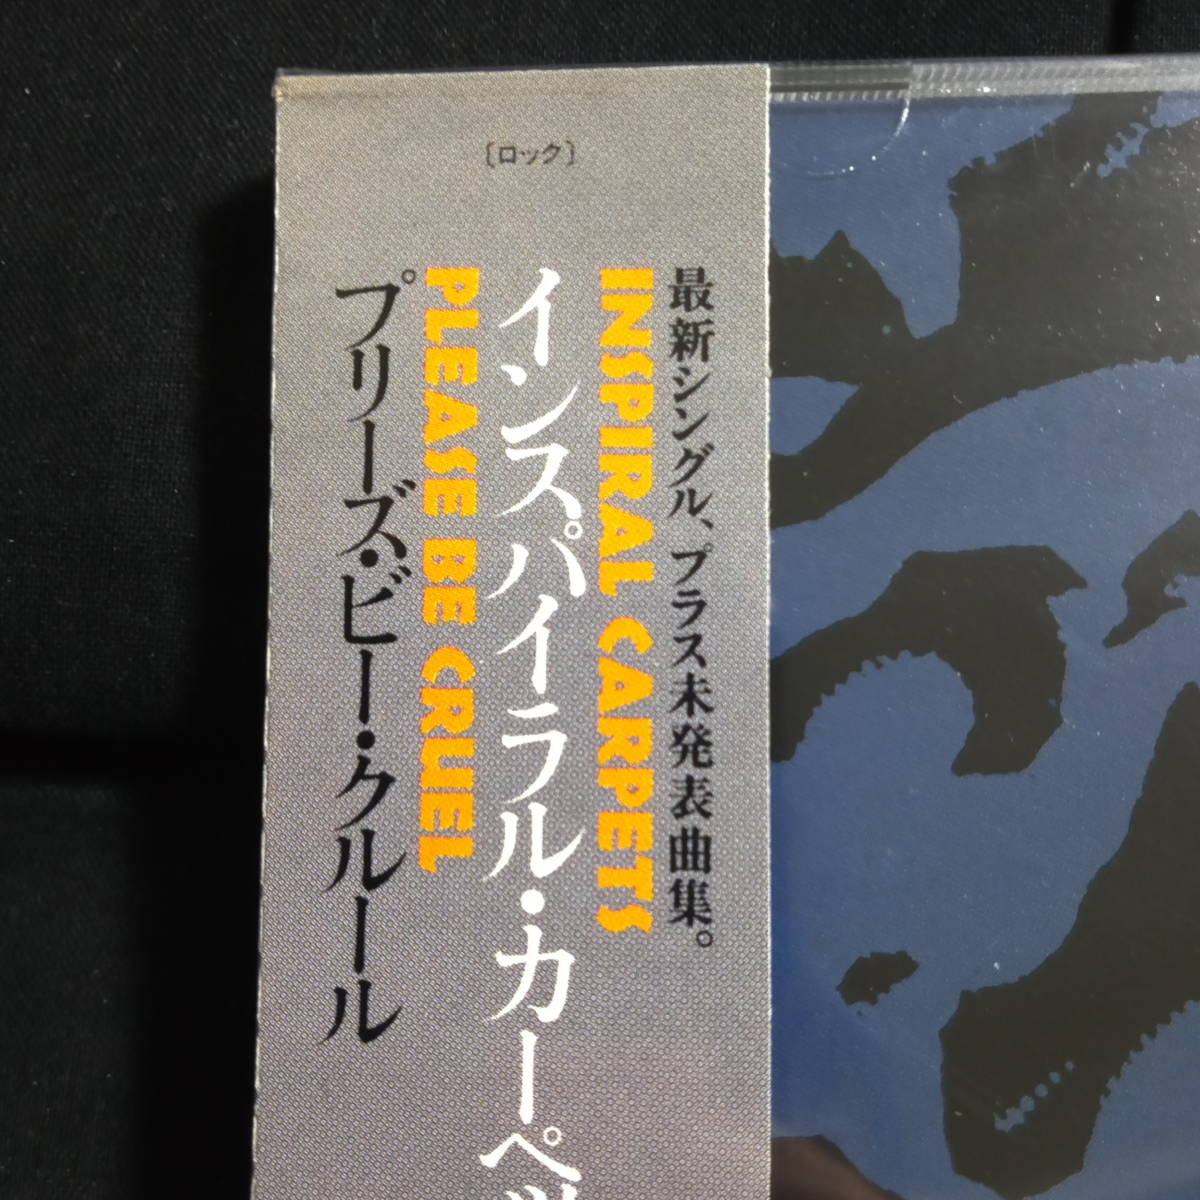 〔ロック〕
最新シングル、プラス未発表曲集。
INSPIRAL CARPETS
インスパイラル・カーペ
PLEASE BE CRUEL
プリーズ・ビー・クルール